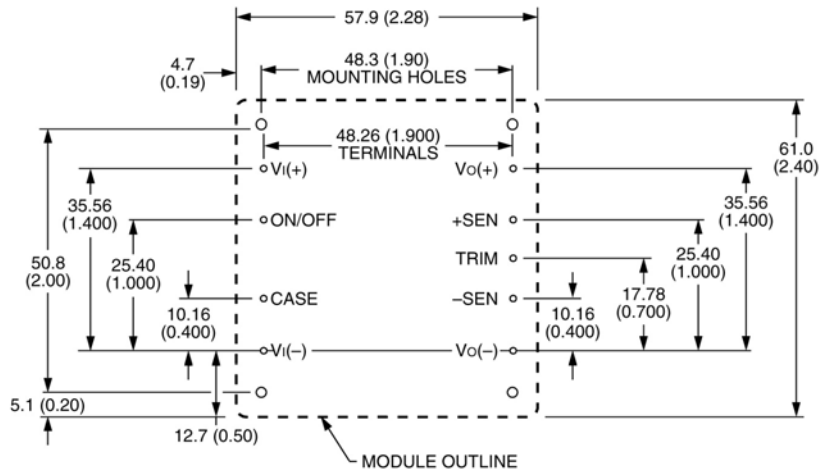 57.9 (2.28)
4.7
(0.19)
48.3 (1.90)
MOUNTING HOLES
48.26 (1.900)
TERMINALS
61.0
(2.40)
VI(+)
VO(+)
35.56
(1.400)
35.56
(1.400)
ON/OFF
+SEN
50.8
(2.00)
25.40
(1.000)
TRIM
25.40
(1.000)
CASE
–SEN
10.16
(0.400)
10.16
(0.400)
17.78
(0.700)
VI(–)
VO(–)
5.1 (0.20)
12.7 (0.50)
MODULE OUTLINE